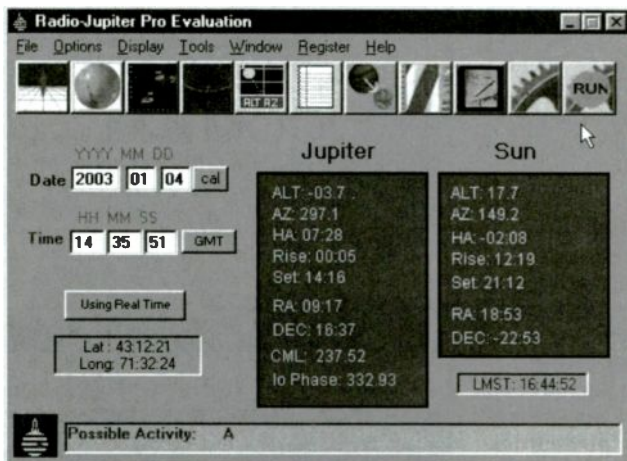 Radio-Jupiter Pro Evaluation
File Options Display Tools Window Register Help
ALT AZ
RUN
YYYY MM DD
Date 2003 01 04 cal
HH MM SS
Time 14 35 51 GMT
Using Real Time
Lat : 43:12:21
Long: 71:32:24
Jupiter
ALT: -03.7
AZ: 297.1
HA: 07:28
Rise: 00:05
Set: 14:16
RA: 09:17
DEC: 16:37
CML: 237.52
Io Phase: 332.93
Sun
ALT: 17.7
AZ: 149.2
HA: -02:08
Rise: 12:19
Set: 21:12
RA: 18:53
DEC: -22:53
LMST: 16:44:52
Possible Activity: A